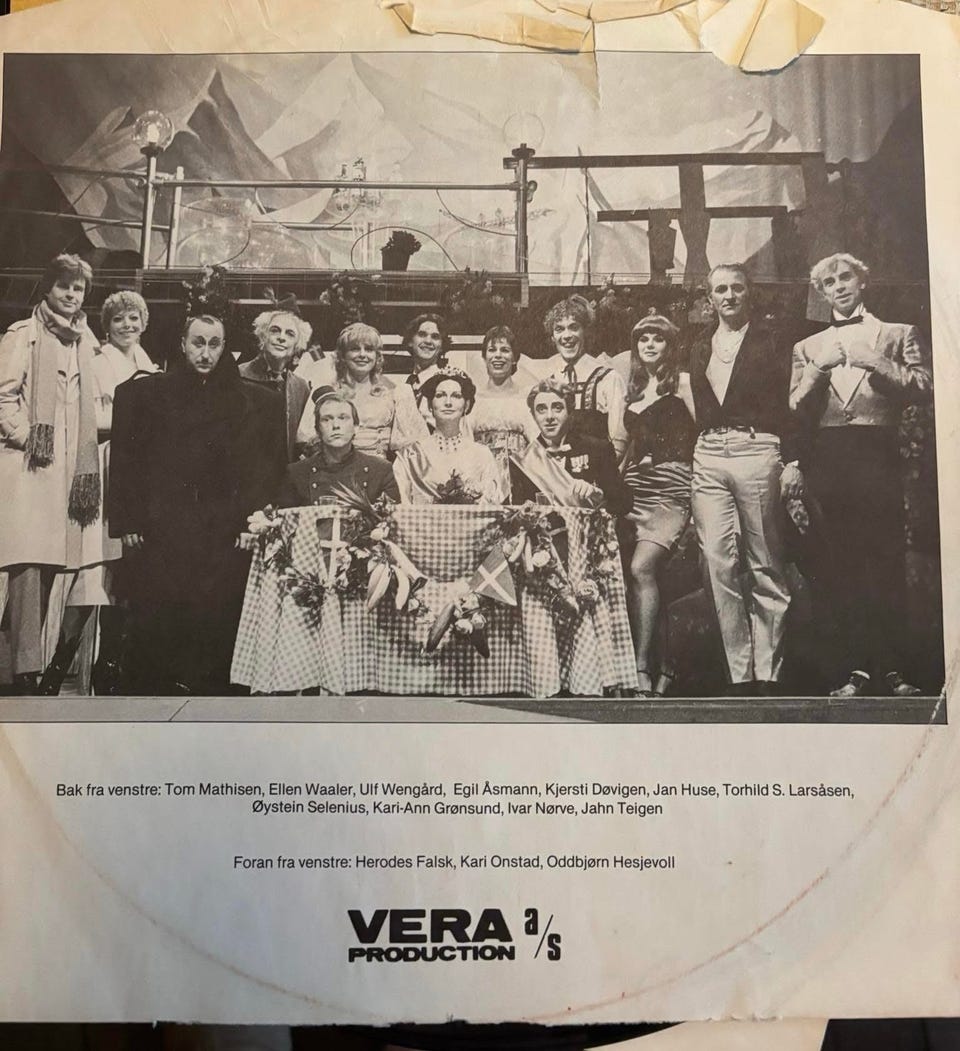 Bak fra venstre: Tom Mathisen, Ellen Waaler, Ulf Wengård, Egil Åsmann, Kjersti Døvigen, Jan Huse, Torhild S. Larsåsen,
Øystein Selenius, Kari-Ann Grønsund, Ivar Nørve, Jahn Teigen
Foran fra venstre: Herodes Falsk, Kari Onstad, Oddbjørn Hesjevoll
VERA a/s
PRODUCTION